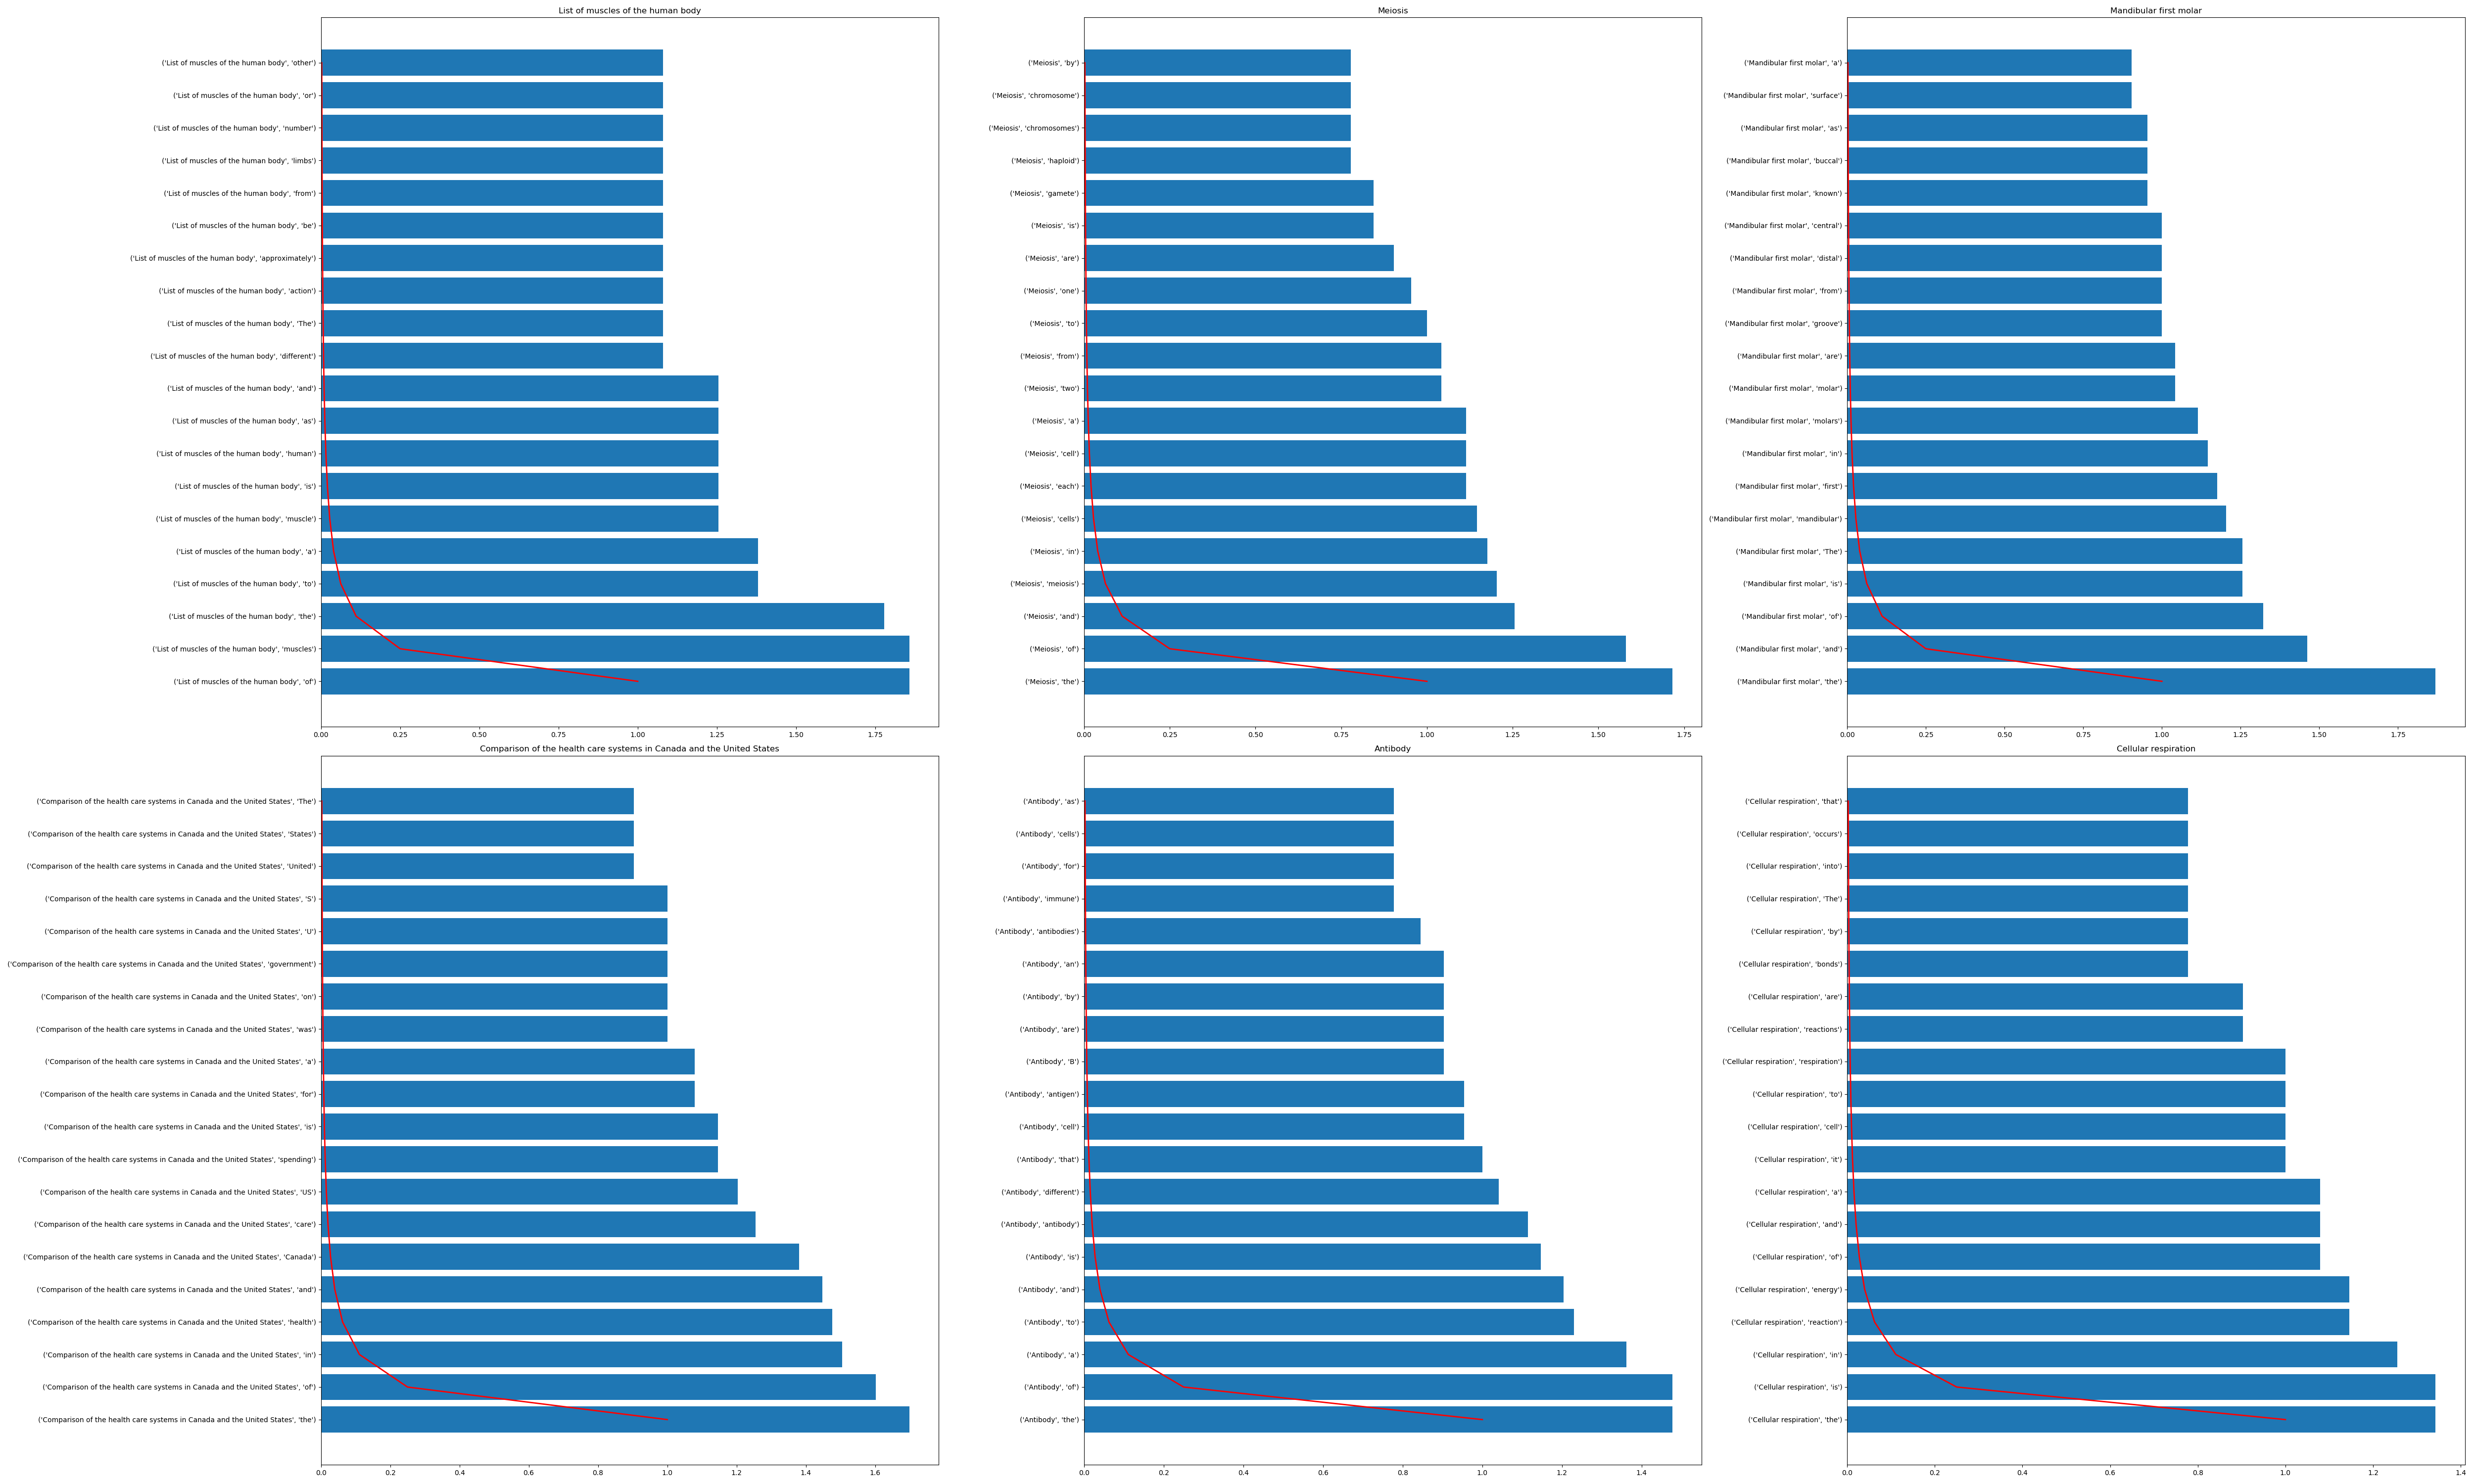 List of muscles of the human body
('List of muscles of the human body', 'other')
('List of muscles of the human body', 'or')
('List of muscles of the human body', 'number')
('List of muscles of the human body', 'limbs')
('List of muscles of the human body', 'from')
('List of muscles of the human body', 'be')
('List of muscles of the human body', 'approximately')
('List of muscles of the human body', 'action')
('List of muscles of the human body', 'The')
('List of muscles of the human body', 'different')
('List of muscles of the human body', 'and')
('List of muscles of the human body', 'as')
('List of muscles of the human body', 'human')
('List of muscles of the human body', 'is')
('List of muscles of the human body', 'muscle')
('List of muscles of the human body', 'a')
('List of muscles of the human body', 'to')
('List of muscles of the human body', 'the')
('List of muscles of the human body', 'muscles')
('List of muscles of the human body', 'of')
0.00 0.25 0.50 0.75 1.00 1.25 1.50 1.75
Meiosis
('Meiosis', 'by')
('Meiosis', 'chromosome')
('Meiosis', 'chromosomes')
('Meiosis', 'haploid')
('Meiosis', 'gamete')
('Meiosis', 'is')
('Meiosis', 'are')
('Meiosis', 'one')
('Meiosis', 'to')
('Meiosis', 'from')
('Meiosis', 'two')
('Meiosis', 'a')
('Meiosis', 'cell')
('Meiosis', 'each')
('Meiosis', 'cells')
('Meiosis', 'in')
('Meiosis', 'meiosis')
('Meiosis', 'and')
('Meiosis', 'of')
('Meiosis', 'the')
0.00 0.25 0.50 0.75 1.00 1.25 1.50 1.75
Mandibular first molar
('Mandibular first molar', 'a')
('Mandibular first molar', 'surface')
('Mandibular first molar', 'as')
('Mandibular first molar', 'buccal')
('Mandibular first molar', 'known')
('Mandibular first molar', 'central')
('Mandibular first molar', 'distal')
('Mandibular first molar', 'from')
('Mandibular first molar', 'groove')
('Mandibular first molar', 'are')
('Mandibular first molar', 'molar')
('Mandibular first molar', 'molars')
('Mandibular first molar', 'in')
('Mandibular first molar', 'first')
('Mandibular first molar', 'mandibular')
('Mandibular first molar', 'The')
('Mandibular first molar', 'is')
('Mandibular first molar', 'of')
('Mandibular first molar', 'and')
('Mandibular first molar', 'the')
0.00 0.25 0.50 0.75 1.00 1.25 1.50 1.75
Comparison of the health care systems in Canada and the United States
('Comparison of the health care systems in Canada and the United States', 'The')
('Comparison of the health care systems in Canada and the United States', 'States')
('Comparison of the health care systems in Canada and the United States', 'United')
('Comparison of the health care systems in Canada and the United States', 'S')
('Comparison of the health care systems in Canada and the United States', 'U')
('Comparison of the health care systems in Canada and the United States', 'government')
('Comparison of the health care systems in Canada and the United States', 'on')
('Comparison of the health care systems in Canada and the United States', 'was')
('Comparison of the health care systems in Canada and the United States', 'a')
('Comparison of the health care systems in Canada and the United States', 'for')
('Comparison of the health care systems in Canada and the United States', 'is')
('Comparison of the health care systems in Canada and the United States', 'spending')
('Comparison of the health care systems in Canada and the United States', 'US')
('Comparison of the health care systems in Canada and the United States', 'care')
('Comparison of the health care systems in Canada and the United States', 'Canada')
('Comparison of the health care systems in Canada and the United States', 'and')
('Comparison of the health care systems in Canada and the United States', 'health')
('Comparison of the health care systems in Canada and the United States', 'in')
('Comparison of the health care systems in Canada and the United States', 'of')
('Comparison of the health care systems in Canada and the United States', 'the')
0.0 0.2 0.4 0.6 0.8 1.0 1.2 1.4 1.6
Antibody
('Antibody', 'as')
('Antibody', 'cells')
('Antibody', 'for')
('Antibody', 'immune')
('Antibody', 'antibodies')
('Antibody', 'an')
('Antibody', 'by')
('Antibody', 'are')
('Antibody', 'B')
('Antibody', 'antigen')
('Antibody', 'cell')
('Antibody', 'that')
('Antibody', 'different')
('Antibody', 'antibody')
('Antibody', 'is')
('Antibody', 'and')
('Antibody', 'to')
('Antibody', 'a')
('Antibody', 'of')
('Antibody', 'the')
0.0 0.2 0.4 0.6 0.8 1.0 1.2 1.4
Cellular respiration
('Cellular respiration', 'that')
('Cellular respiration', 'occurs')
('Cellular respiration', 'into')
('Cellular respiration', 'The')
('Cellular respiration', 'by')
('Cellular respiration', 'bonds')
('Cellular respiration', 'are')
('Cellular respiration', 'reactions')
('Cellular respiration', 'respiration')
('Cellular respiration', 'to')
('Cellular respiration', 'cell')
('Cellular respiration', 'it')
('Cellular respiration', 'a')
('Cellular respiration', 'and')
('Cellular respiration', 'of')
('Cellular respiration', 'energy')
('Cellular respiration', 'reaction')
('Cellular respiration', 'in')
('Cellular respiration', 'is')
('Cellular respiration', 'the')
0.0 0.2 0.4 0.6 0.8 1.0 1.2 1.4